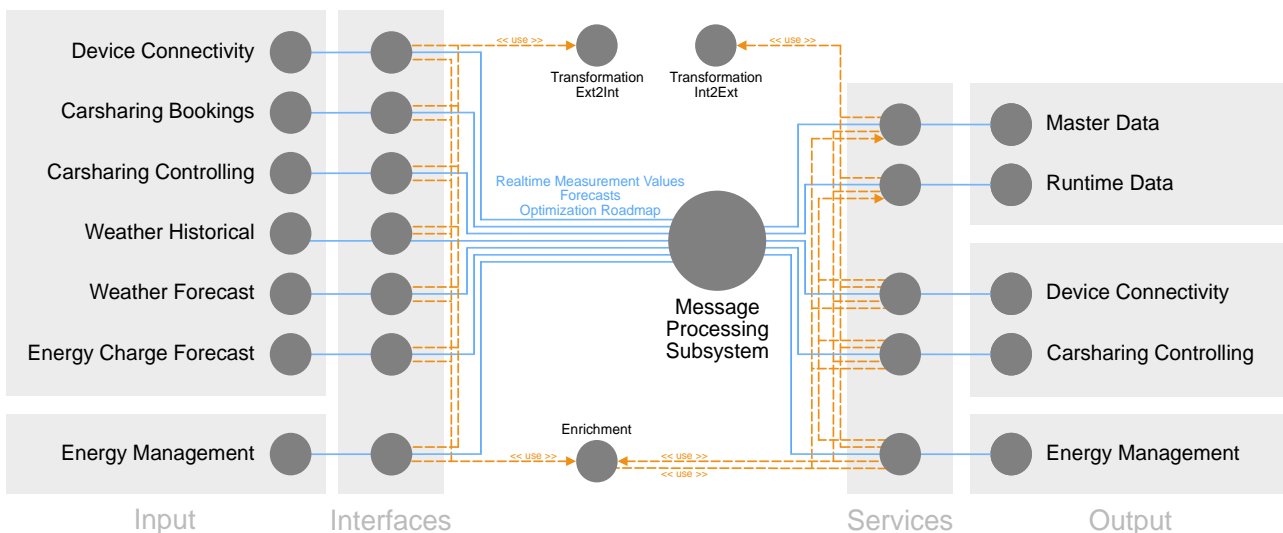 Device Connectivity
Carsharing Bookings
Carsharing Controlling
Weather Historical
Weather Forecast
Energy Charge Forecast
Energy Management
<< use >>
<< use >>
Transformation
Ext2Int
Transformation
Int2Ext
Realtime Measurement Values
Forecasts
Optimization Roadmap
Message
Processing
Subsystem
Enrichment
<< use >>
<< use >>
<< use >>
Master Data
Runtime Data
Device Connectivity
Carsharing Controlling
Energy Management
Input
Interfaces
Services
Output